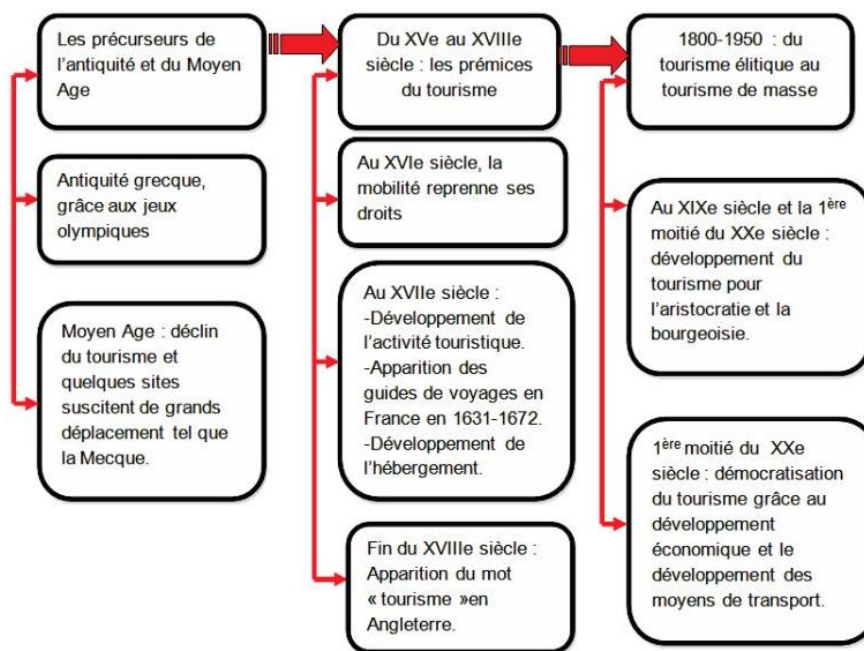 Les précurseurs de
l'antiquité et du Moyen
Age
Antiquité grecque,
grâce aux jeux
olympiques
Moyen Age : déclin
du tourisme et
quelques sites
suscitent de grands
déplacement tel que
la Mecque.
Du XVe au XVIIIe
siècle : les prémices
du tourisme
Au XVIe siècle, la
mobilité reprenne ses
droits
Au XVIIe siècle :
-Développement de
l'activité touristique.
-Apparition des
guides de voyages en
France en 1631-1672.
-Développement de
l'hébergement.
Fin du XVIIIe siècle :
Apparition du mot
« tourisme »en
Angleterre.
1800-1950 : du
tourisme élitique au
tourisme de masse
Au XIXe siècle et la 1ère
moitié du XXe siècle :
développement du
tourisme pour
l'aristocratie et la
bourgeoisie.
1ère moitié du XXe
siècle : démocratisation
du tourisme grâce au
développement
économique et le
développement des
moyens de transport.